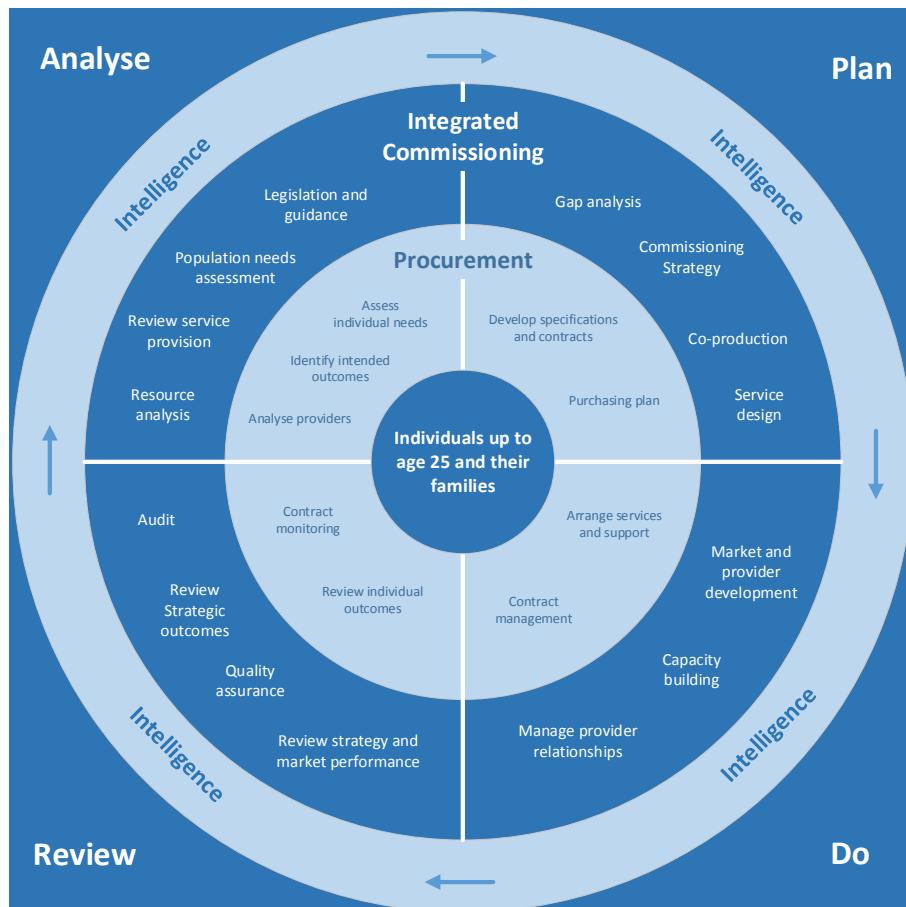 Analyse
Plan
Intelligence
Intelligence
Integrated
Commissioning
Legislation and
guidance
Population needs
assessment
Review service
provision
Resource
analysis
Gap analysis
Commissioning
Strategy
Co-production
Service
design
Procurement
Assess
individual needs
Identify intended
outcomes
Analyse providers
Develop specifications
and contracts
Purchasing plan
Individuals up to
age 25 and their
families
Contract
monitoring
Review individual
outcomes
Arrange services
and support
Contract
management
Audit
Review
Strategic
outcomes
Quality
assurance
Review strategy and
market performance
Market and
provider
development
Capacity
building
Manage provider
relationships
Intelligence
Intelligence
Review
Do